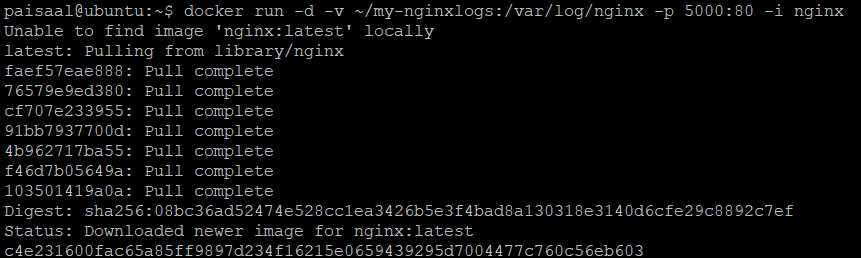 paisaal@ubuntu:~$ docker run -d -v ~/my-nginxlogs:/var/log/nginx -p 5000:80 -i nginx
Unable to find image 'nginx:latest' locally
latest: Pulling from library/nginx
faef57eae888: Pull complete
76579e9ed380: Pull complete
cf707e233955: Pull complete
91bb7937700d: Pull complete
4b962717ba55: Pull complete
f46d7b05649a: Pull complete
103501419a0a: Pull complete
Digest: sha256:08bc36ad52474e528cc1ea3426b5e3f4bad8a130318e3140d6cfe29c8892c7ef
Status: Downloaded newer image for nginx:latest
c4e231600fac65a85ff9897d234f16215e0659439295d7004477c760c56eb603